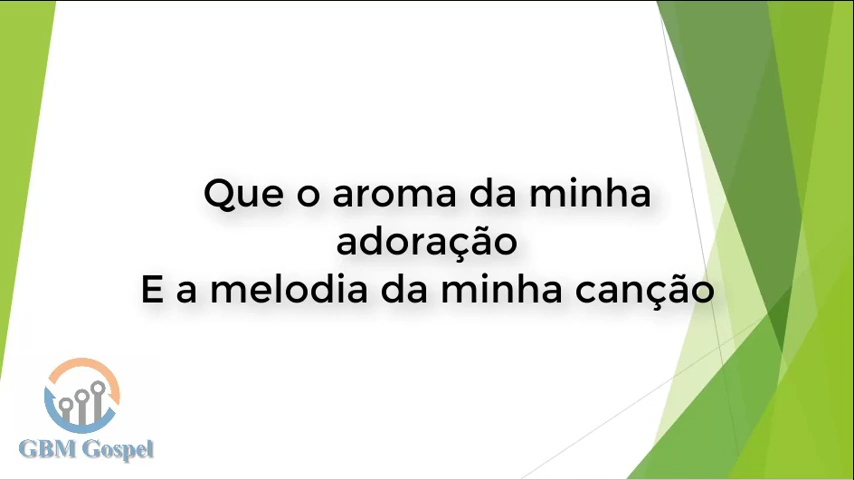 Que o aroma da minha
adoração
E a melodia da minha canção
GBM Gospel